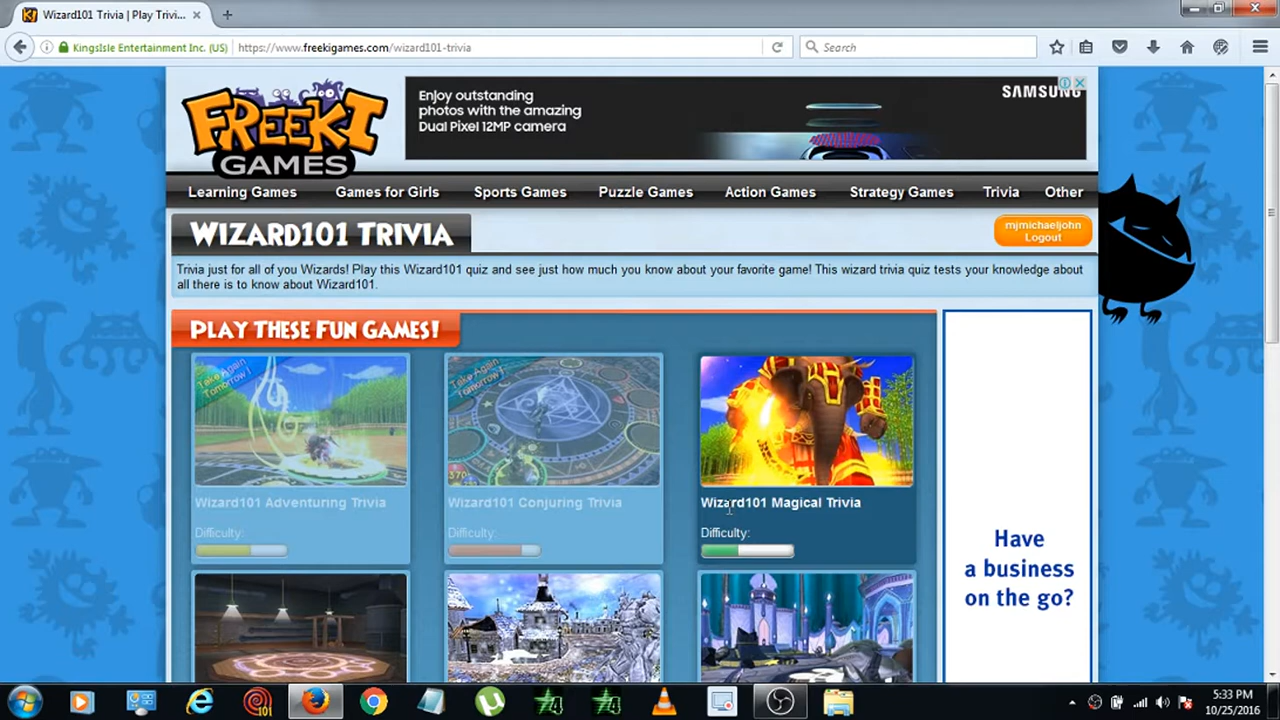 Wizard101 Trivia | Play Trivi...
KingsIsle Entertainment Inc. (US)
https://www.freekigames.com/wizard101-trivia
Search
FREEKI
GAMES
Enjoy outstanding
photos with the amazing
Dual Pixel 12MP camera
SAMSUNG
Learning Games
Games for Girls
Sports Games
Puzzle Games
Action Games
Strategy Games
Trivia
Other
WIZARD101 TRIVIA
mjmichaeljohn
Logout
Trivia just for all of you Wizards! Play this Wizard101 quiz and see just how much you know about your favorite game! This wizard trivia quiz tests your knowledge about
all there is to know about Wizard101.
PLAY THESE FUN GAMES!
Take Again
Tomorrow!
Wizard101 Adventuring Trivia
Difficulty:
Take Again
Tomorrow!
Wizard101 Conjuring Trivia
Difficulty:
Wizard101 Magical Trivia
Difficulty:
Have
a business
on the go?
101
5:33 PM
10/25/2016